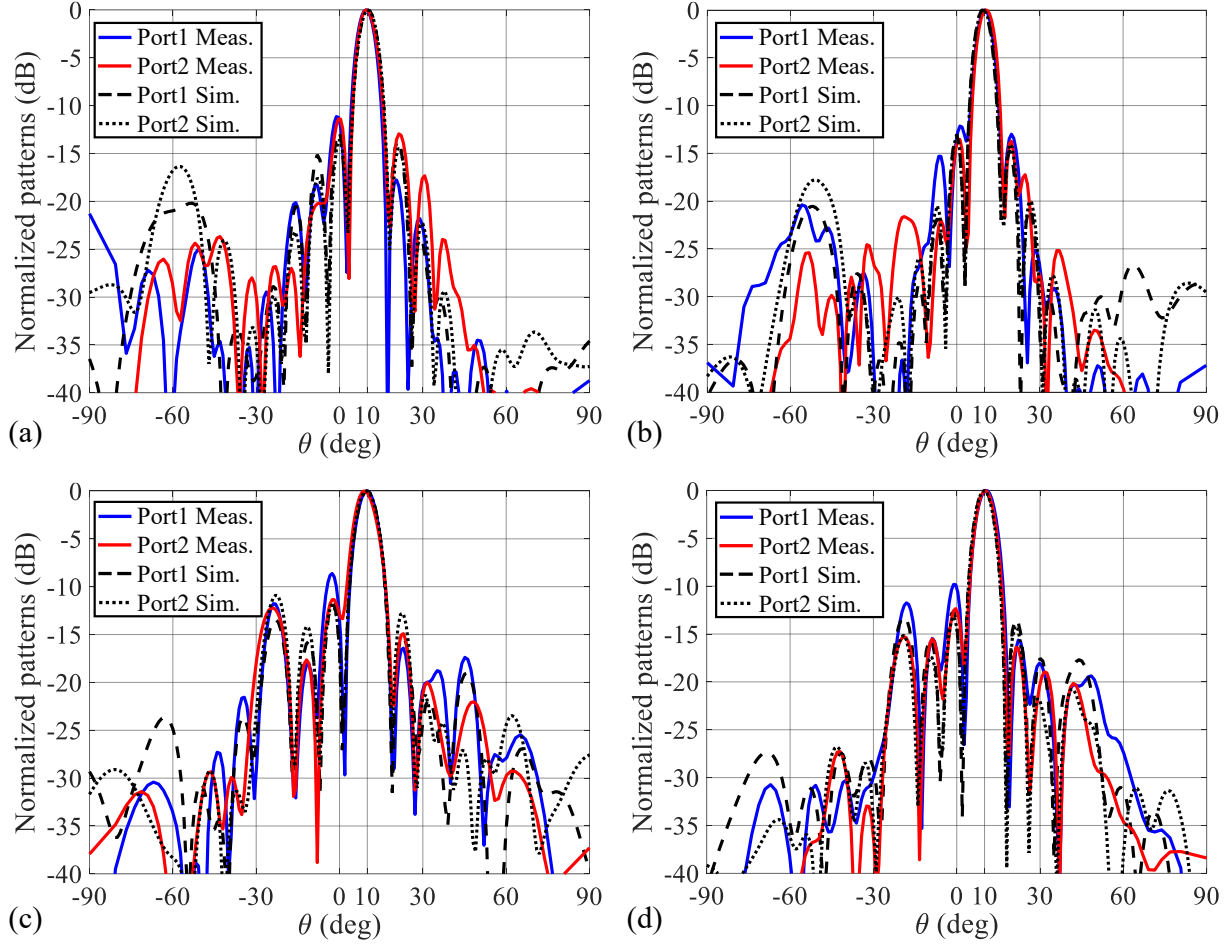 Normalized patterns (dB)
0
-5
-10
-15
-20
-25
-30
-35
-40
Port1 Meas.
Port2 Meas.
Port1 Sim.
Port2 Sim.
-90 -60 -30 0 10 30 60 90
(a) θ (deg)
Normalized patterns (dB)
0
-5
-10
-15
-20
-25
-30
-35
-40
Port1 Meas.
Port2 Meas.
Port1 Sim.
Port2 Sim.
-90 -60 -30 0 10 30 60 90
(b) θ (deg)
Normalized patterns (dB)
0
-5
-10
-15
-20
-25
-30
-35
-40
Port1 Meas.
Port2 Meas.
Port1 Sim.
Port2 Sim.
-90 -60 -30 0 10 30 60 90
(c) θ (deg)
Normalized patterns (dB)
0
-5
-10
-15
-20
-25
-30
-35
-40
Port1 Meas.
Port2 Meas.
Port1 Sim.
Port2 Sim.
-90 -60 -30 0 10 30 60 90
(d) θ (deg)